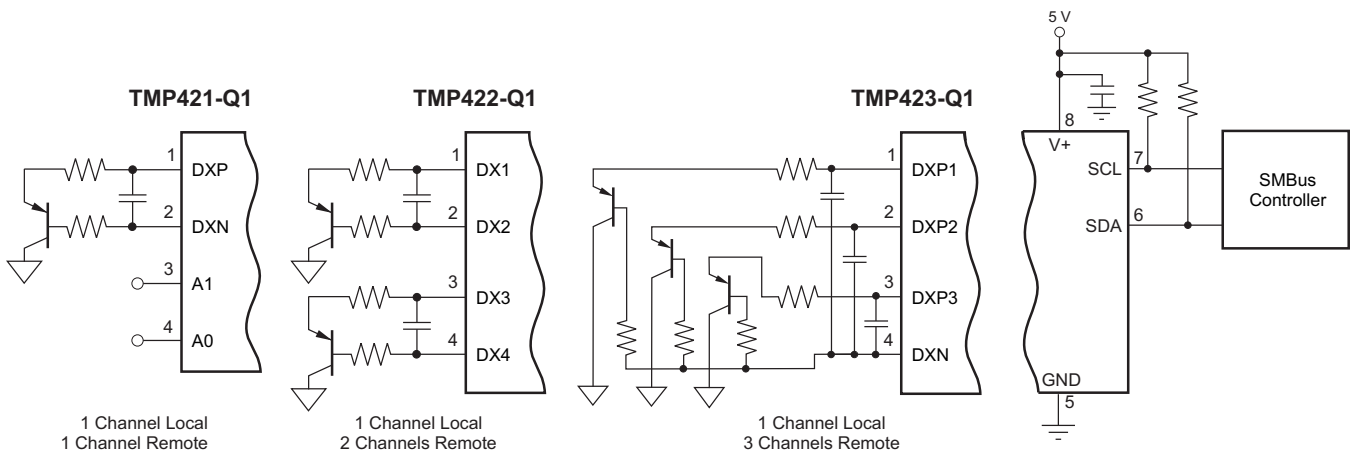 TMP421-Q1
1
DXP
2
DXN
3
A1
4
A0
1 Channel Local
1 Channel Remote
TMP422-Q1
1
DX1
2
DX2
3
DX3
4
DX4
1 Channel Local
2 Channels Remote
TMP423-Q1
1
DXP1
2
DXP2
3
DXP3
4
DXN
1 Channel Local
3 Channels Remote
5 V
8
V+
7
SCL
6
SDA
GND
5
SMBus
Controller